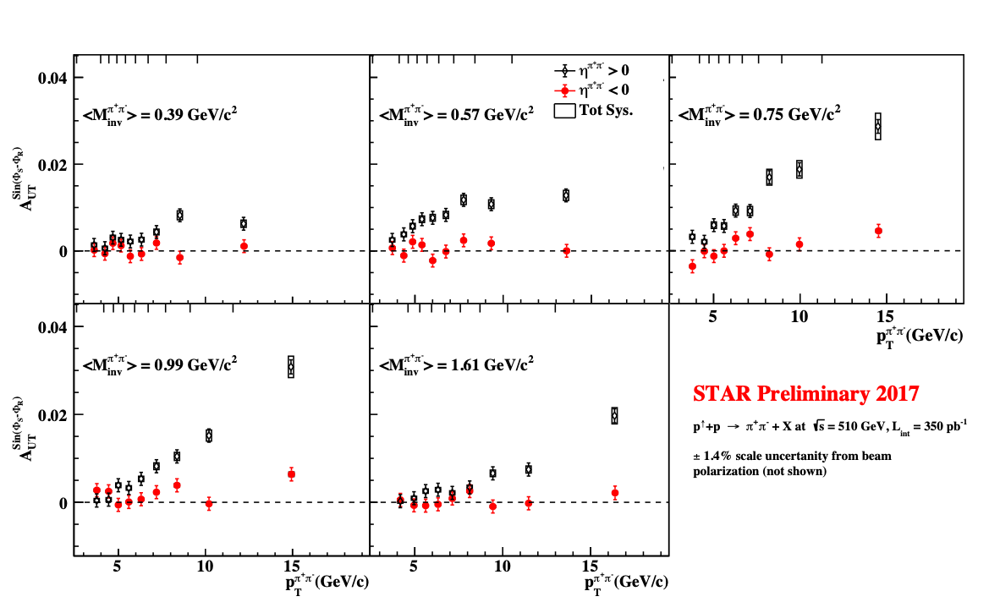 0.04
0.02
0
A_UT^Sin(Φ_S-Φ_R)
<M_inv^π⁺π⁻> = 0.39 GeV/c²
<M_inv^π⁺π⁻> = 0.57 GeV/c²
η^π⁺π⁻ > 0
η^π⁺π⁻ < 0
Tot Sys.
<M_inv^π⁺π⁻> = 0.75 GeV/c²
5 10 15
p_T^π⁺π⁻(GeV/c)
0.04
0.02
0
A_UT^Sin(Φ_S-Φ_R)
<M_inv^π⁺π⁻> = 0.99 GeV/c²
<M_inv^π⁺π⁻> = 1.61 GeV/c²
5 10 15
p_T^π⁺π⁻(GeV/c)
5 10 15
p_T^π⁺π⁻(GeV/c)
STAR Preliminary 2017
p↑+p → π⁺π⁻ + X at √s = 510 GeV, L_int = 350 pb⁻¹
± 1.4% scale uncertanity from beam
polarization (not shown)